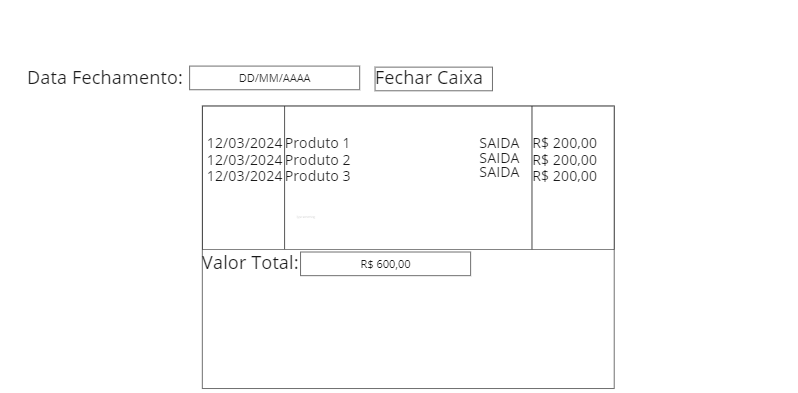 Data Fechamento: DD/MM/AAAA Fechar Caixa
12/03/2024 Produto 1 SAIDA R$ 200,00
12/03/2024 Produto 2 SAIDA R$ 200,00
12/03/2024 Produto 3 SAIDA R$ 200,00
Valor Total: R$ 600,00